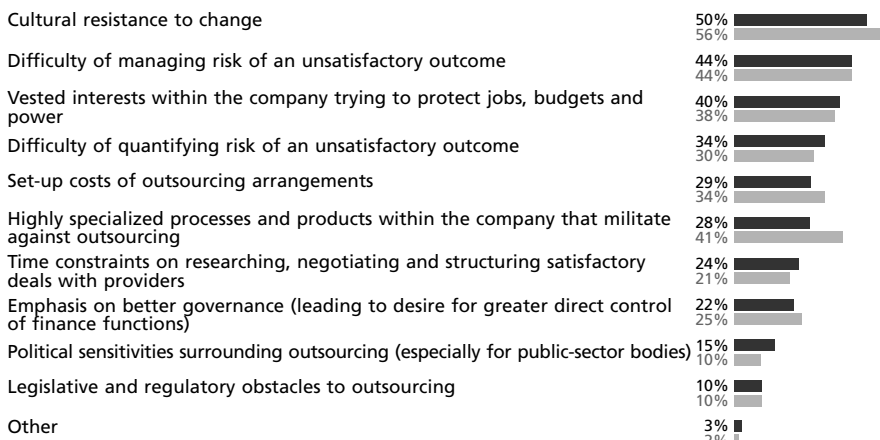 Cultural resistance to change
50%
56%
Difficulty of managing risk of an unsatisfactory outcome
44%
44%
Vested interests within the company trying to protect jobs, budgets and
power
40%
38%
Difficulty of quantifying risk of an unsatisfactory outcome
34%
30%
Set-up costs of outsourcing arrangements
29%
34%
Highly specialized processes and products within the company that militate
against outsourcing
28%
41%
Time constraints on researching, negotiating and structuring satisfactory
deals with providers
24%
21%
Emphasis on better governance (leading to desire for greater direct control
of finance functions)
22%
25%
Political sensitivities surrounding outsourcing (especially for public-sector bodies)
15%
10%
Legislative and regulatory obstacles to outsourcing
10%
10%
Other
3%